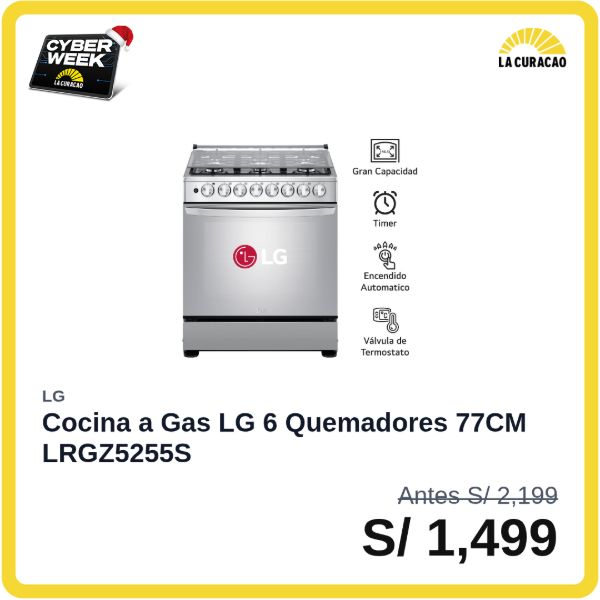 CYBER
WEEK
LA CURACAO
LA CURACAO
Gran Capacidad
Timer
Encendido
Automatico
Válvula de
Termostato
LG
LG
Cocina a Gas LG 6 Quemadores 77CM
LRGZ5255S
Antes S/ 2,199
S/ 1,499